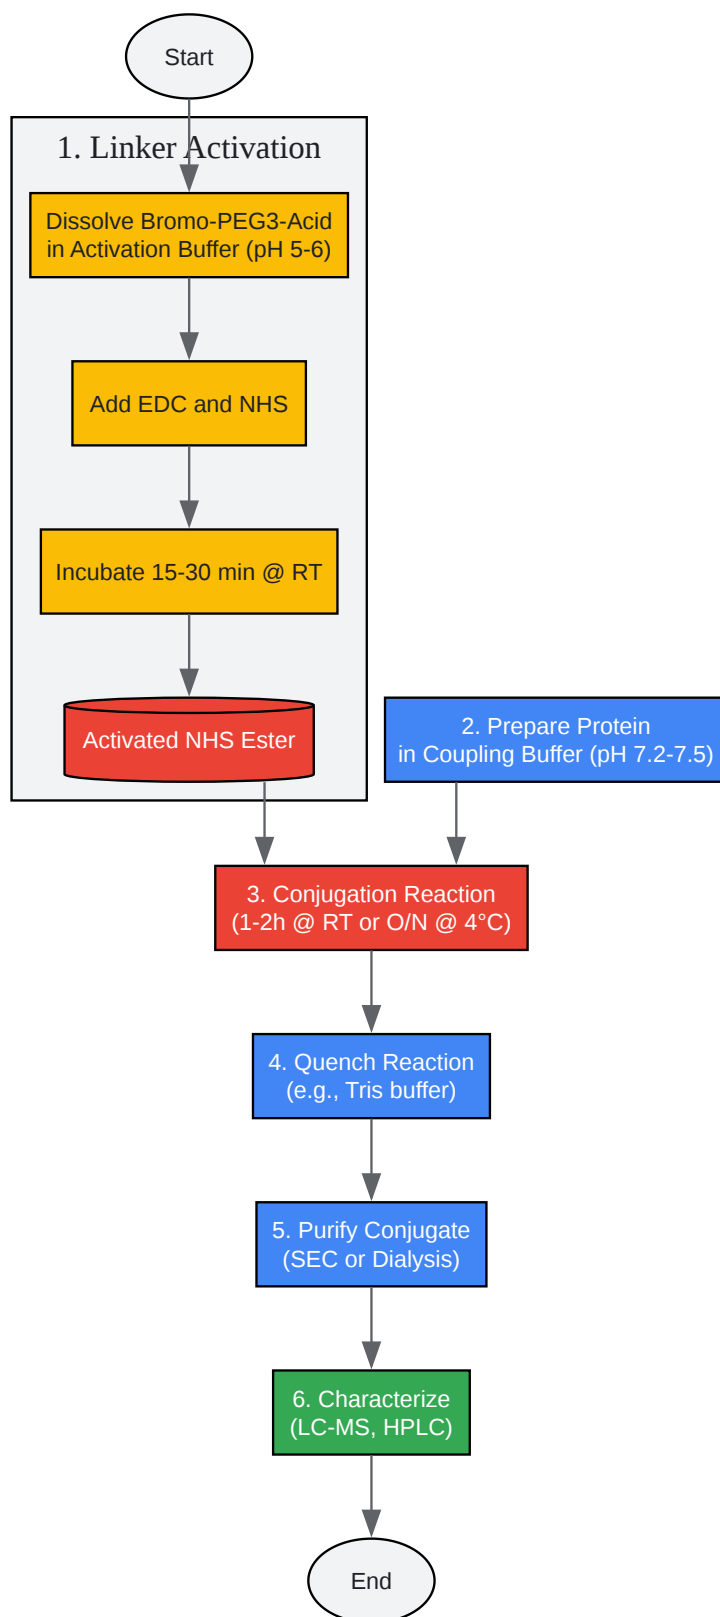 Start
1. Linker Activation
Dissolve Bromo-PEG3-Acid
in Activation Buffer (pH 5-6)
Add EDC and NHS
Incubate 15-30 min @ RT
Activated NHS Ester
2. Prepare Protein
in Coupling Buffer (pH 7.2-7.5)
3. Conjugation Reaction
(1-2h @ RT or O/N @ 4°C)
4. Quench Reaction
(e.g., Tris buffer)
5. Purify Conjugate
(SEC or Dialysis)
6. Characterize
(LC-MS, HPLC)
End